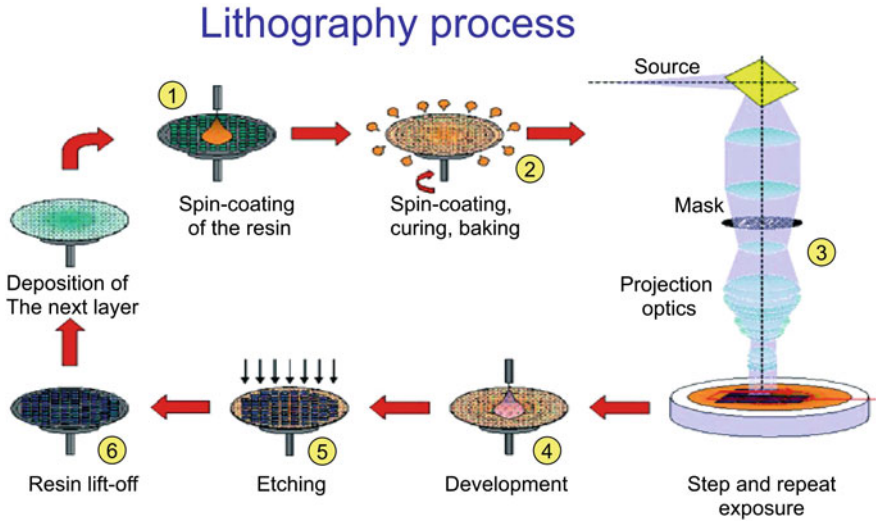 Lithography process
1
Spin-coating
of the resin
2
Spin-coating,
curing, baking
Source
Mask
3
Projection
optics
Step and repeat
exposure
4
Development
5
Etching
6
Resin lift-off
Deposition of
The next layer